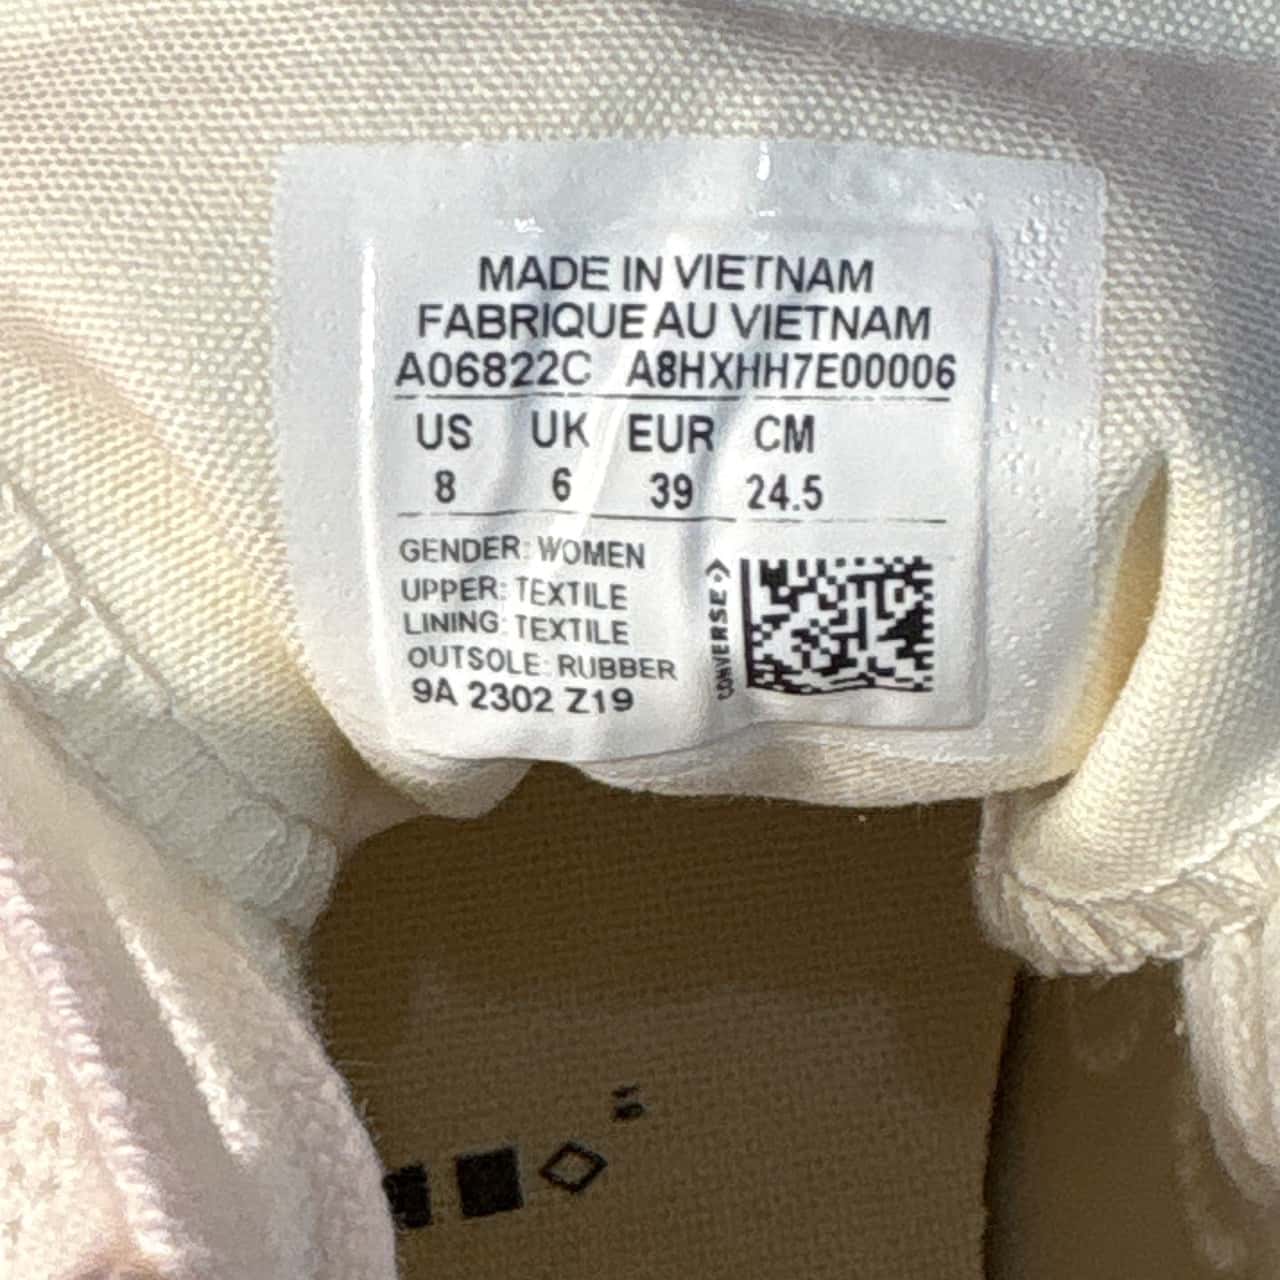 MADE IN VIETNAM
FABRIQUE AU VIETNAM
A06822C A8HXHH7E00006
US UK EUR CM
8 6 39 24.5
GENDER: WOMEN
UPPER: TEXTILE
LINING: TEXTILE
OUTSOLE: RUBBER
9A 2302 Z19
CONVERSE